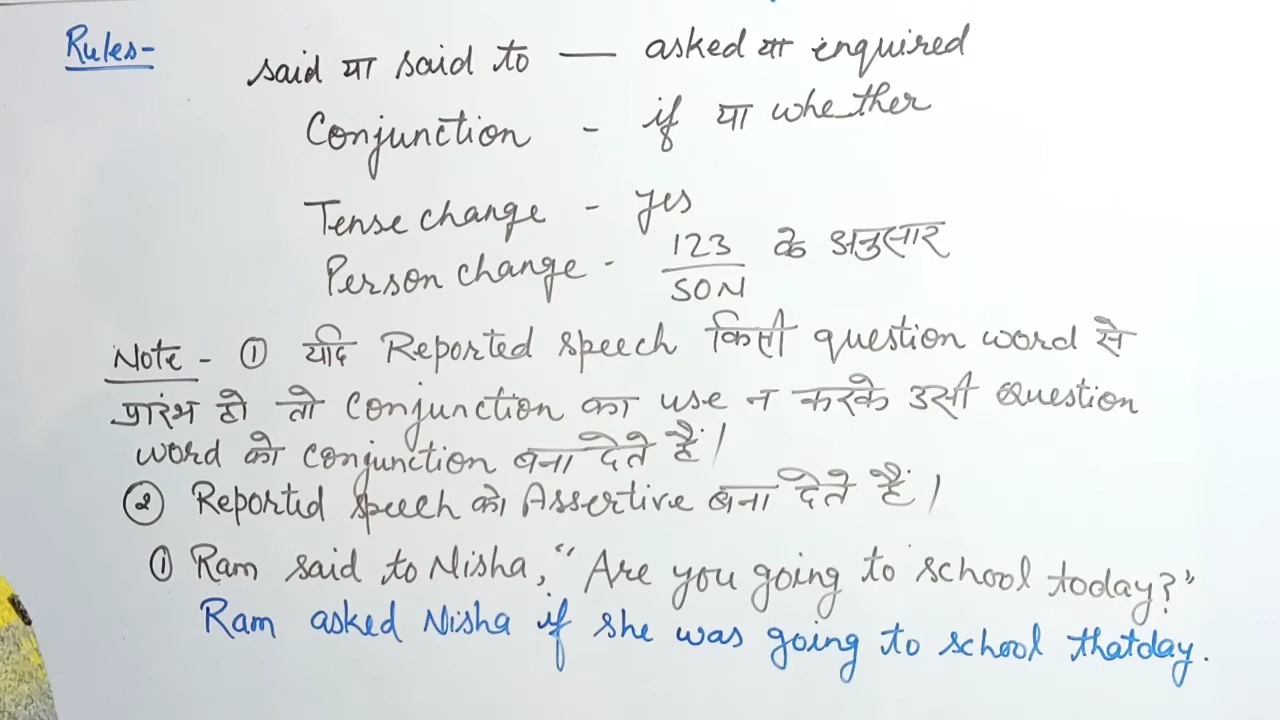 Rules-
said या said to — asked या enquired
Conjunction - if या whether
Tense change - yes
Person change - 123/SON के अनुसार
Note - ① यदि Reported speech किसी question word से
प्रारंभ हो तो conjunction का use न करके उसी Question
word को conjunction बना देते हैं।
② Reported speech को Assertive बना देते हैं।
① Ram said to Nisha, "Are you going to school today?"
Ram asked Nisha if she was going to school thatday.